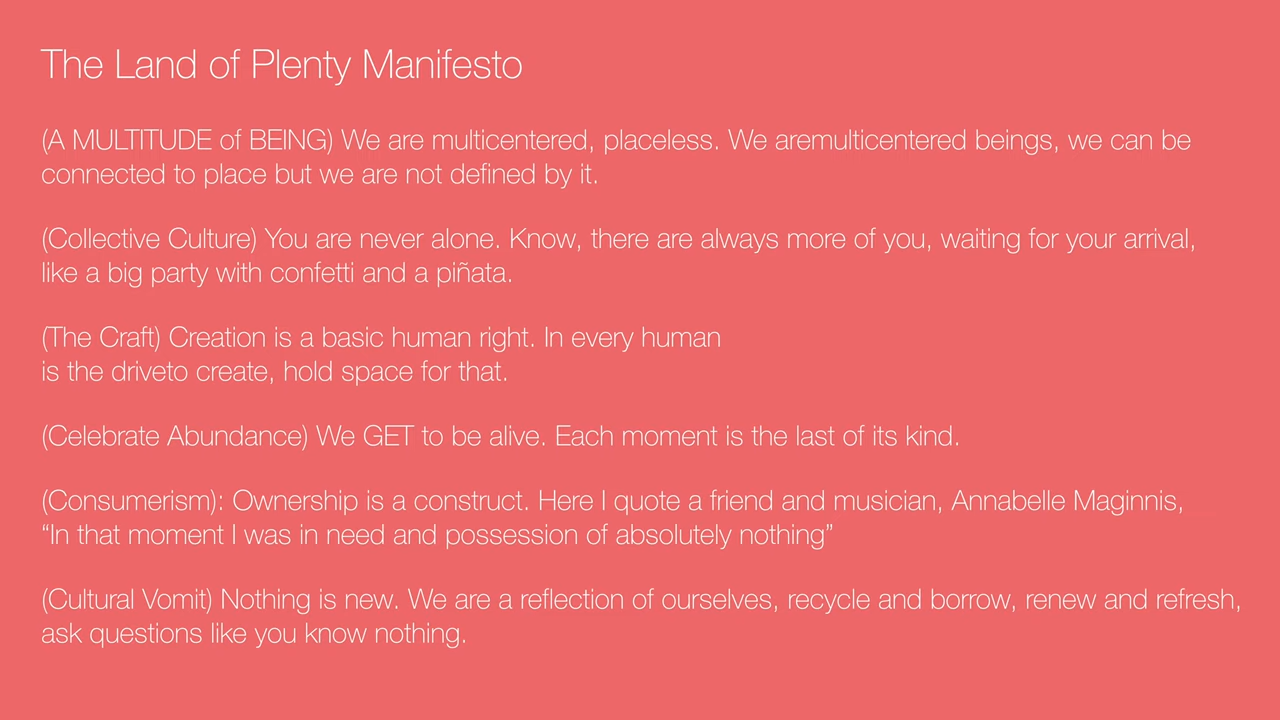 The Land of Plenty Manifesto
(A MULTITUDE of BEING) We are multicentered, placeless. We aremulticentered beings, we can be
connected to place but we are not defined by it.
(Collective Culture) You are never alone. Know, there are always more of you, waiting for your arrival,
like a big party with confetti and a piñata.
(The Craft) Creation is a basic human right. In every human
is the driveto create, hold space for that.
(Celebrate Abundance) We GET to be alive. Each moment is the last of its kind.
(Consumerism): Ownership is a construct. Here I quote a friend and musician, Annabelle Maginnis,
“In that moment I was in need and possession of absolutely nothing”
(Cultural Vomit) Nothing is new. We are a reflection of ourselves, recycle and borrow, renew and refresh,
ask questions like you know nothing.